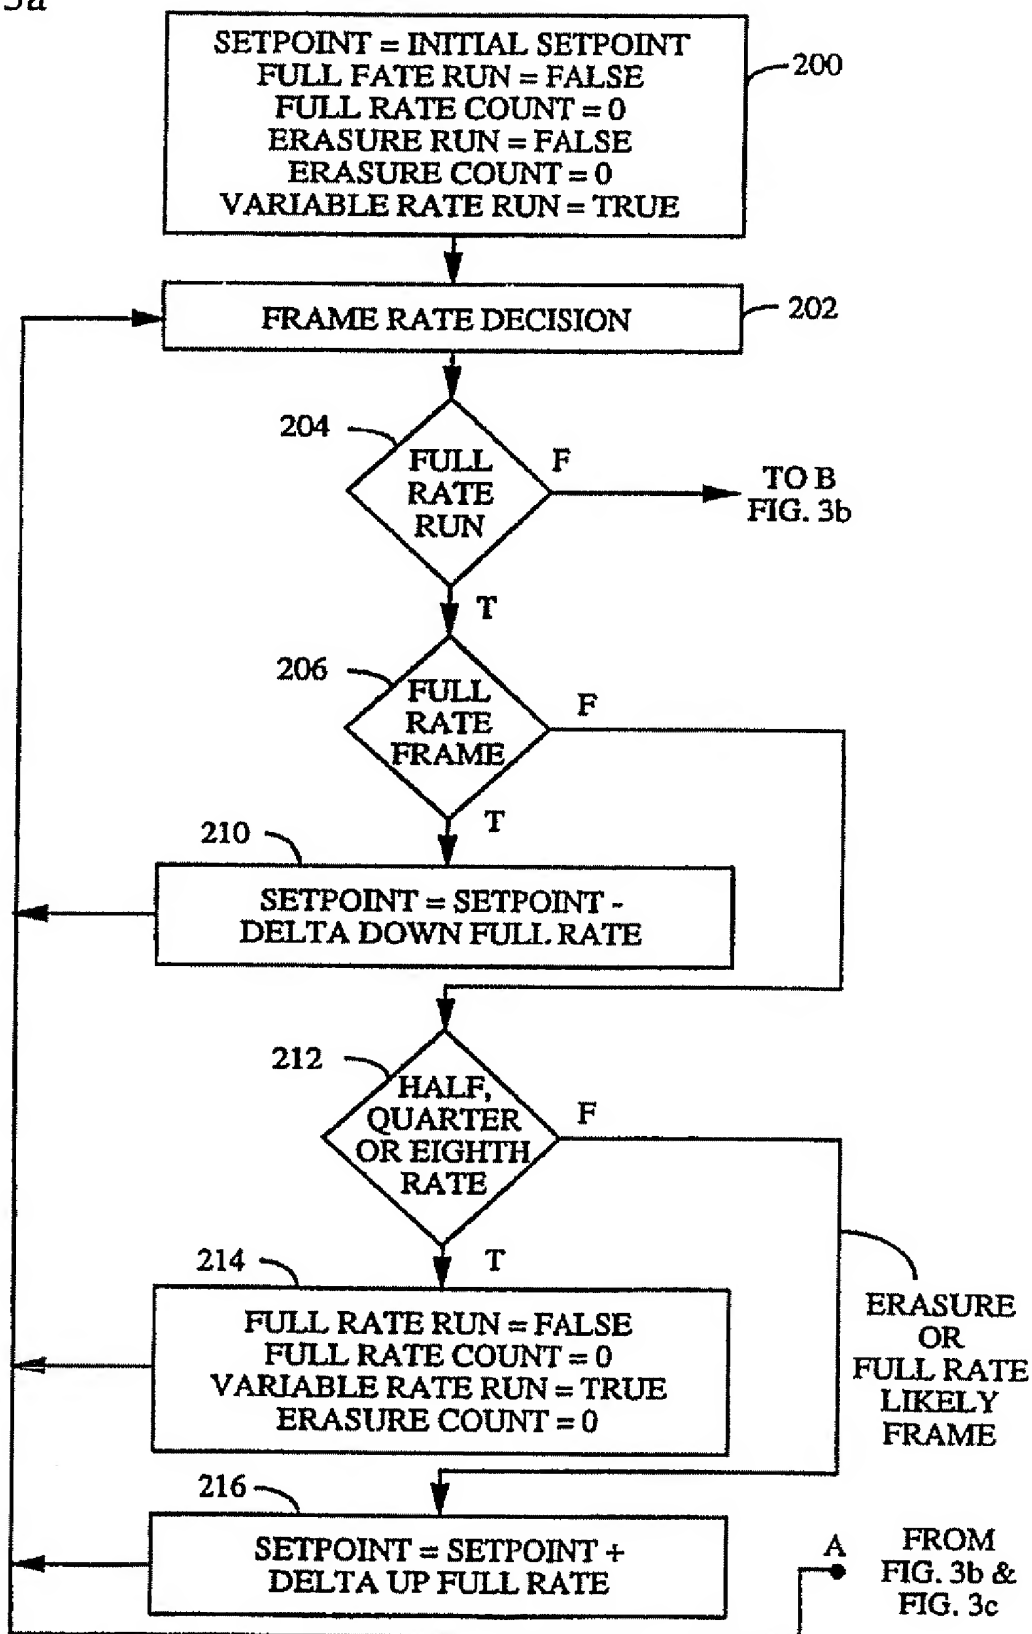 3a
SETPOINT = INITIAL SETPOINT
FULL FATE RUN = FALSE
FULL RATE COUNT = 0
ERASURE RUN = FALSE
ERASURE COUNT = 0
VARIABLE RATE RUN = TRUE
200
FRAME RATE DECISION
202
204
FULL
RATE
RUN
F
TO B
FIG. 3b
T
206
FULL
RATE
FRAME
F
T
210
SETPOINT = SETPOINT -
DELTA DOWN FULL RATE
212
HALF,
QUARTER
OR EIGHTH
RATE
F
T
ERASURE
OR
FULL RATE
LIKELY
FRAME
214
FULL RATE RUN = FALSE
FULL RATE COUNT = 0
VARIABLE RATE RUN = TRUE
ERASURE COUNT = 0
216
SETPOINT = SETPOINT +
DELTA UP FULL RATE
A
FROM
FIG. 3b &
FIG. 3c